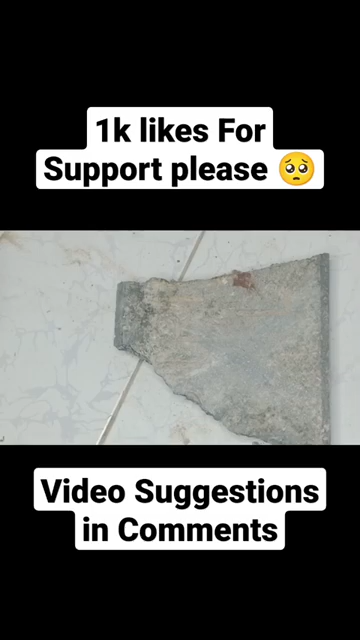 1k likes For
Support please 🥺
Video Suggestions
in Comments